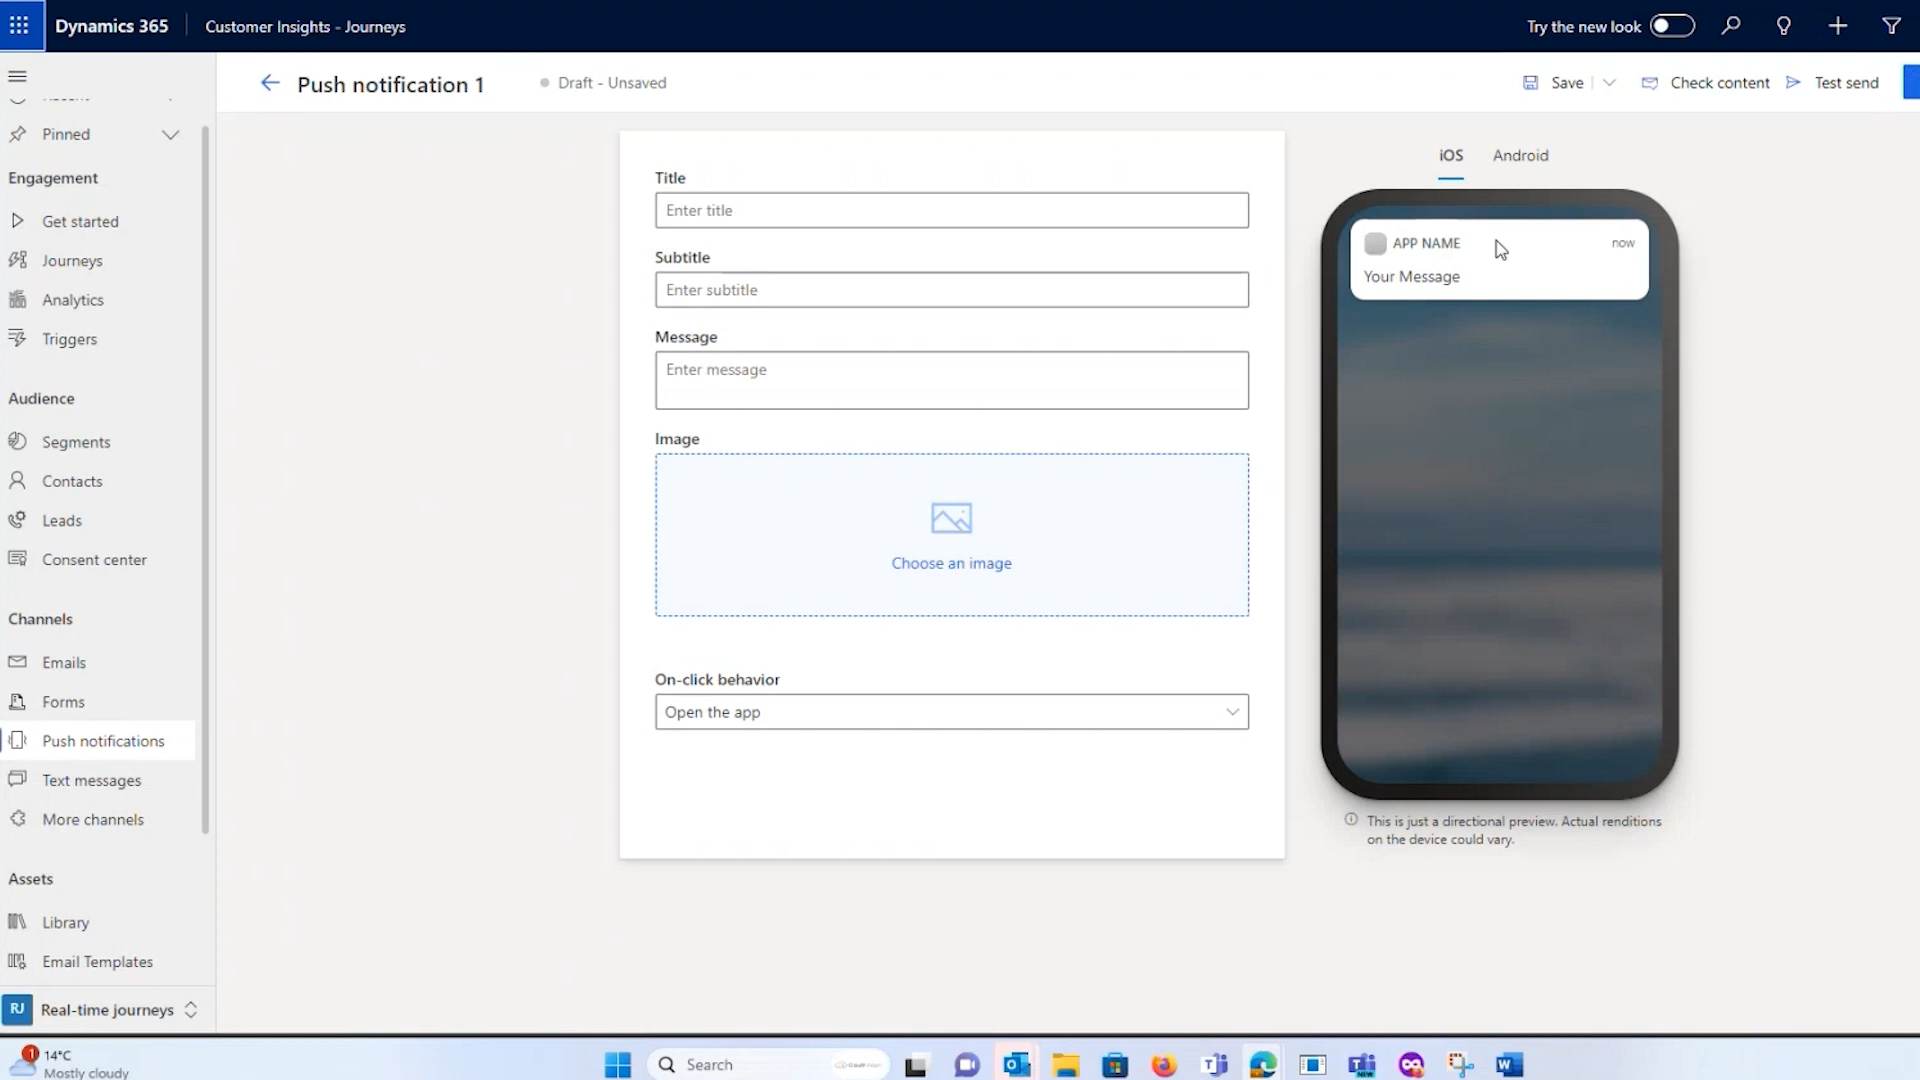 Dynamics 365
Customer Insights - Journeys
Try the new look
Push notification 1
Draft - Unsaved
Save
Check content
Test send
Pinned
Engagement
Get started
Journeys
Analytics
Triggers
Audience
Segments
Contacts
Leads
Consent center
Channels
Emails
Forms
Push notifications
Text messages
More channels
Assets
Library
Email Templates
RJ
Real-time journeys
Title
Enter title
Subtitle
Enter subtitle
Message
Enter message
Image
Choose an image
On-click behavior
Open the app
iOS
Android
APP NAME
now
Your Message
This is just a directional preview. Actual renditions
on the device could vary.
1
14°C
Mostly cloudy
Search
NEW